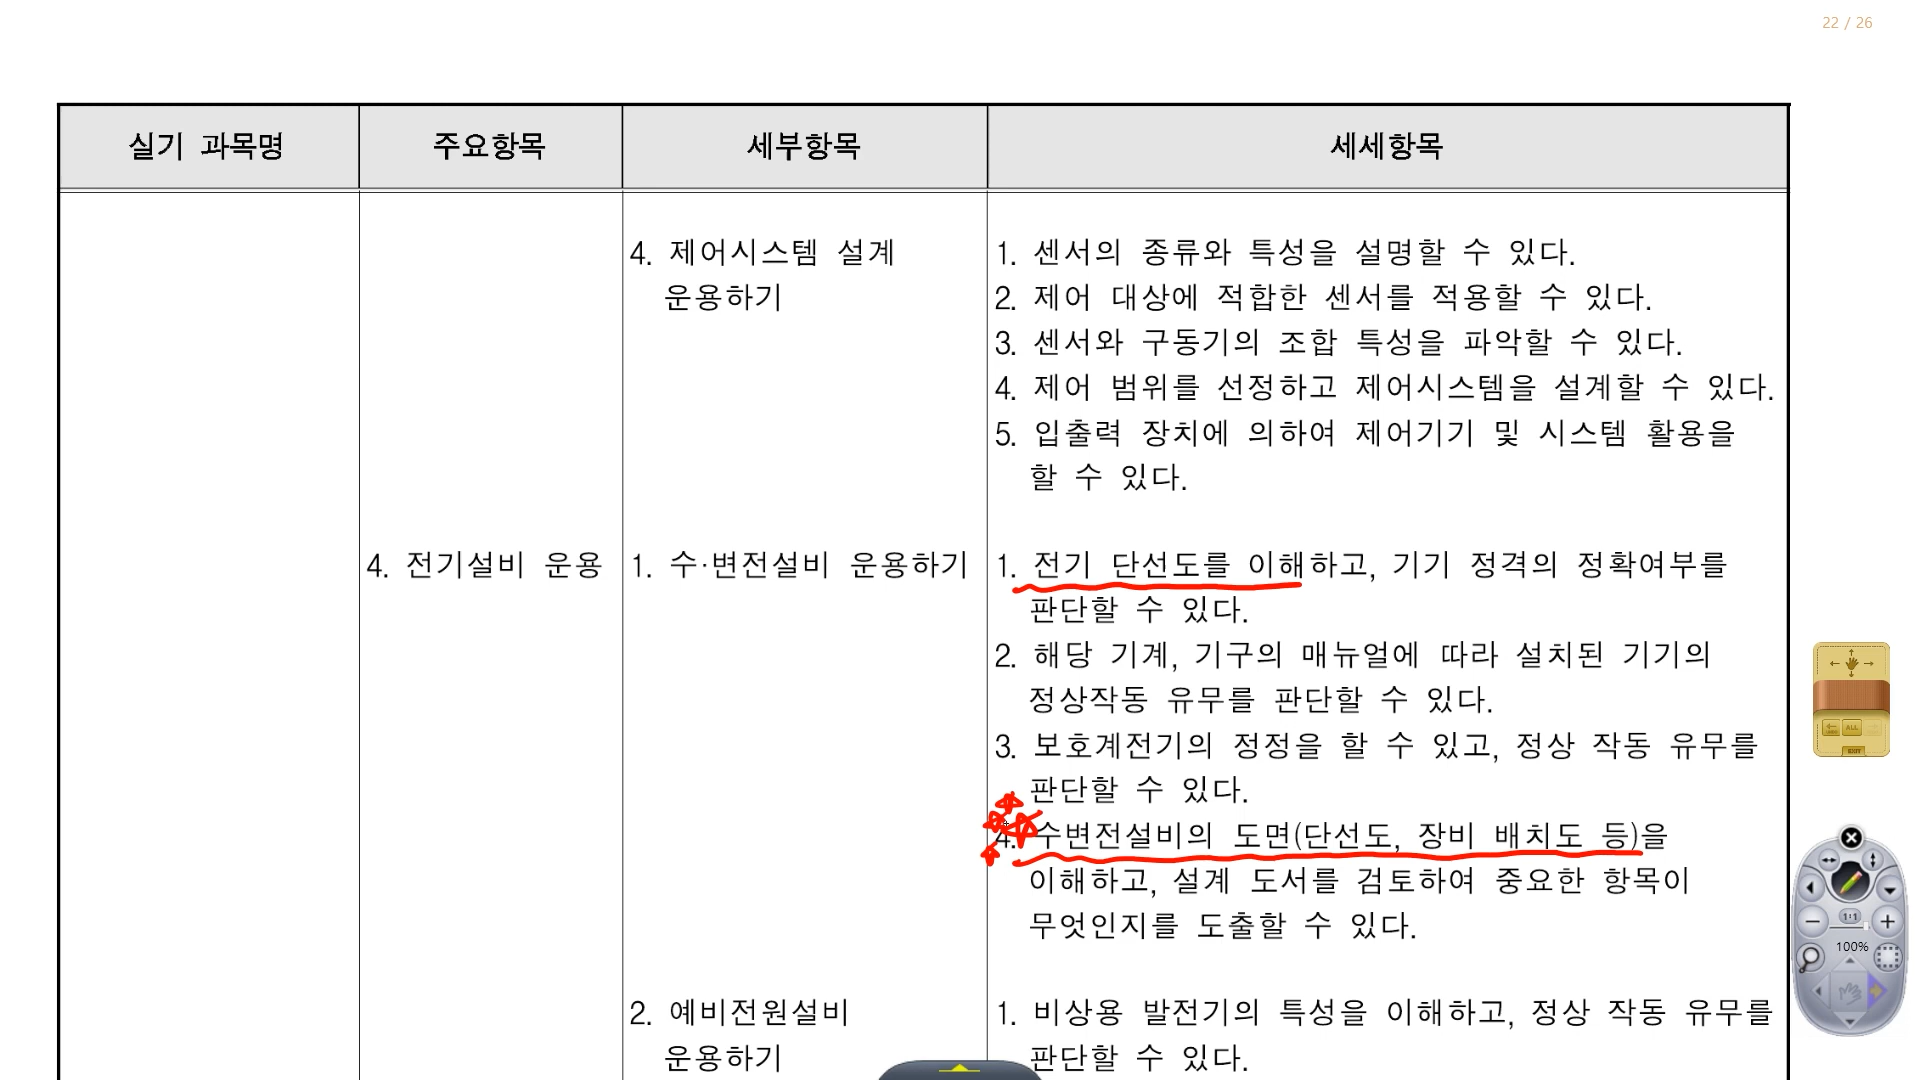 22 / 26
실기 과목명 주요항목 세부항목 세세항목
4. 제어시스템 설계
운용하기
1. 센서의 종류와 특성을 설명할 수 있다.
2. 제어 대상에 적합한 센서를 적용할 수 있다.
3. 센서와 구동기의 조합 특성을 파악할 수 있다.
4. 제어 범위를 선정하고 제어시스템을 설계할 수 있다.
5. 입출력 장치에 의하여 제어기기 및 시스템 활용을
할 수 있다.
4. 전기설비 운용
1. 수·변전설비 운용하기
1. 전기 단선도를 이해하고, 기기 정격의 정확여부를
판단할 수 있다.
2. 해당 기계, 기구의 매뉴얼에 따라 설치된 기기의
정상작동 유무를 판단할 수 있다.
3. 보호계전기의 정정을 할 수 있고, 정상 작동 유무를
판단할 수 있다.
4. 수변전설비의 도면(단선도, 장비 배치도 등)을
이해하고, 설계 도서를 검토하여 중요한 항목이
무엇인지를 도출할 수 있다.
2. 예비전원설비
운용하기
1. 비상용 발전기의 특성을 이해하고, 정상 작동 유무를
판단할 수 있다.
ALL
EXIT
1:1
100%